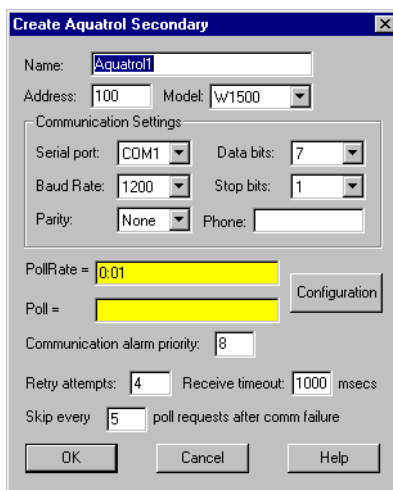 Create Aquatrol Secondary
Name: Aquatrol1
Address: 100 Model: W1500
Communication Settings
Serial port: COM1 Data bits: 7
Baud Rate: 1200 Stop bits: 1
Parity: None Phone:
PollRate = 0:01
Configuration
Poll =
Communication alarm priority: 8
Retry attempts: 4 Receive timeout: 1000 msecs
Skip every 5 poll requests after comm failure
OK Cancel Help